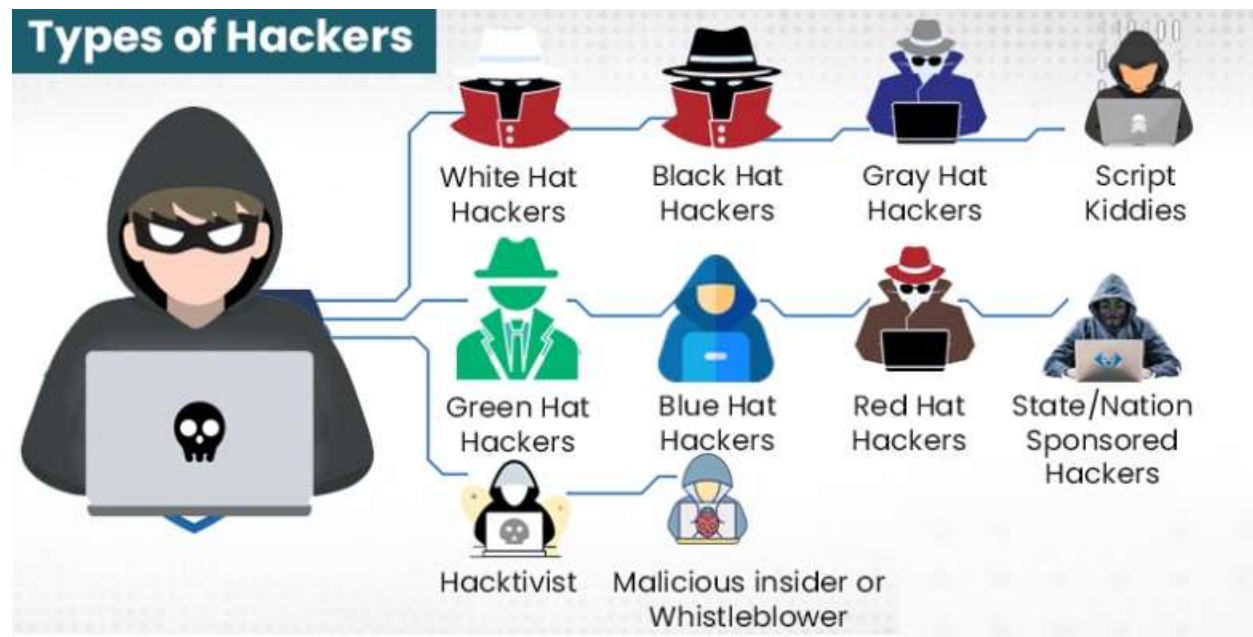 Types of Hackers
White Hat
Hackers
Black Hat
Hackers
Gray Hat
Hackers
Script
Kiddies
Green Hat
Hackers
Blue Hat
Hackers
Red Hat
Hackers
State/Nation
Sponsored
Hackers
Hacktivist
Malicious insider or
Whistleblower